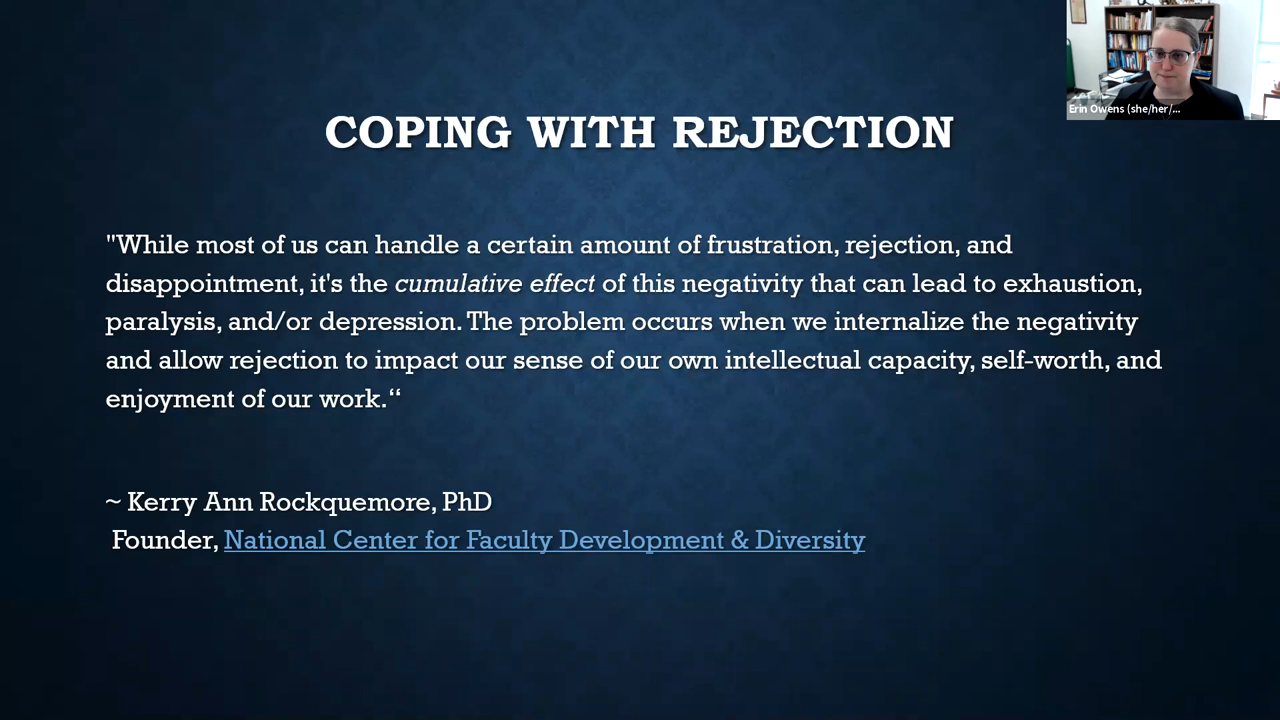 Erin Owens (she/her/...
COPING WITH REJECTION
"While most of us can handle a certain amount of frustration, rejection, and
disappointment, it's the cumulative effect of this negativity that can lead to exhaustion,
paralysis, and/or depression. The problem occurs when we internalize the negativity
and allow rejection to impact our sense of our own intellectual capacity, self-worth, and
enjoyment of our work.“
~ Kerry Ann Rockquemore, PhD
Founder, National Center for Faculty Development & Diversity